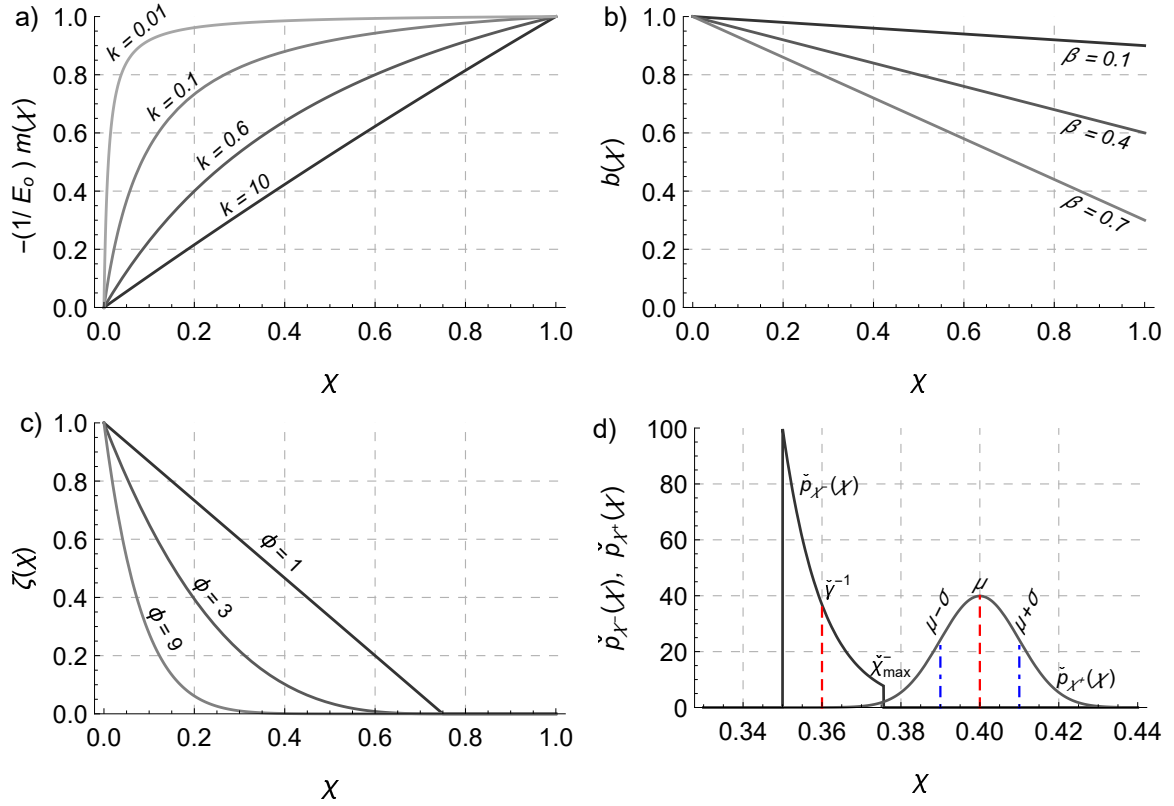 a)
−(1/ E₀ ) m(χ)
1.0
0.8
0.6
0.4
0.2
0.0
k = 0.01
k = 0.1
k = 0.6
k = 10
0.0 0.2 0.4 0.6 0.8 1.0
χ
b)
b(χ)
1.0
0.8
0.6
0.4
0.2
0.0
β = 0.1
β = 0.4
β = 0.7
0.0 0.2 0.4 0.6 0.8 1.0
χ
c)
ζ(χ)
1.0
0.8
0.6
0.4
0.2
0.0
ϕ = 1
ϕ = 3
ϕ = 9
0.0 0.2 0.4 0.6 0.8 1.0
χ
d)
p̌χ⁻(χ), p̌χ⁺(χ)
100
80
60
40
20
0
p̌χ⁻(χ)
γ̌⁻¹
χ̌⁻max
μ−σ
μ
μ+σ
p̌χ⁺(χ)
0.34 0.36 0.38 0.40 0.42 0.44
χ